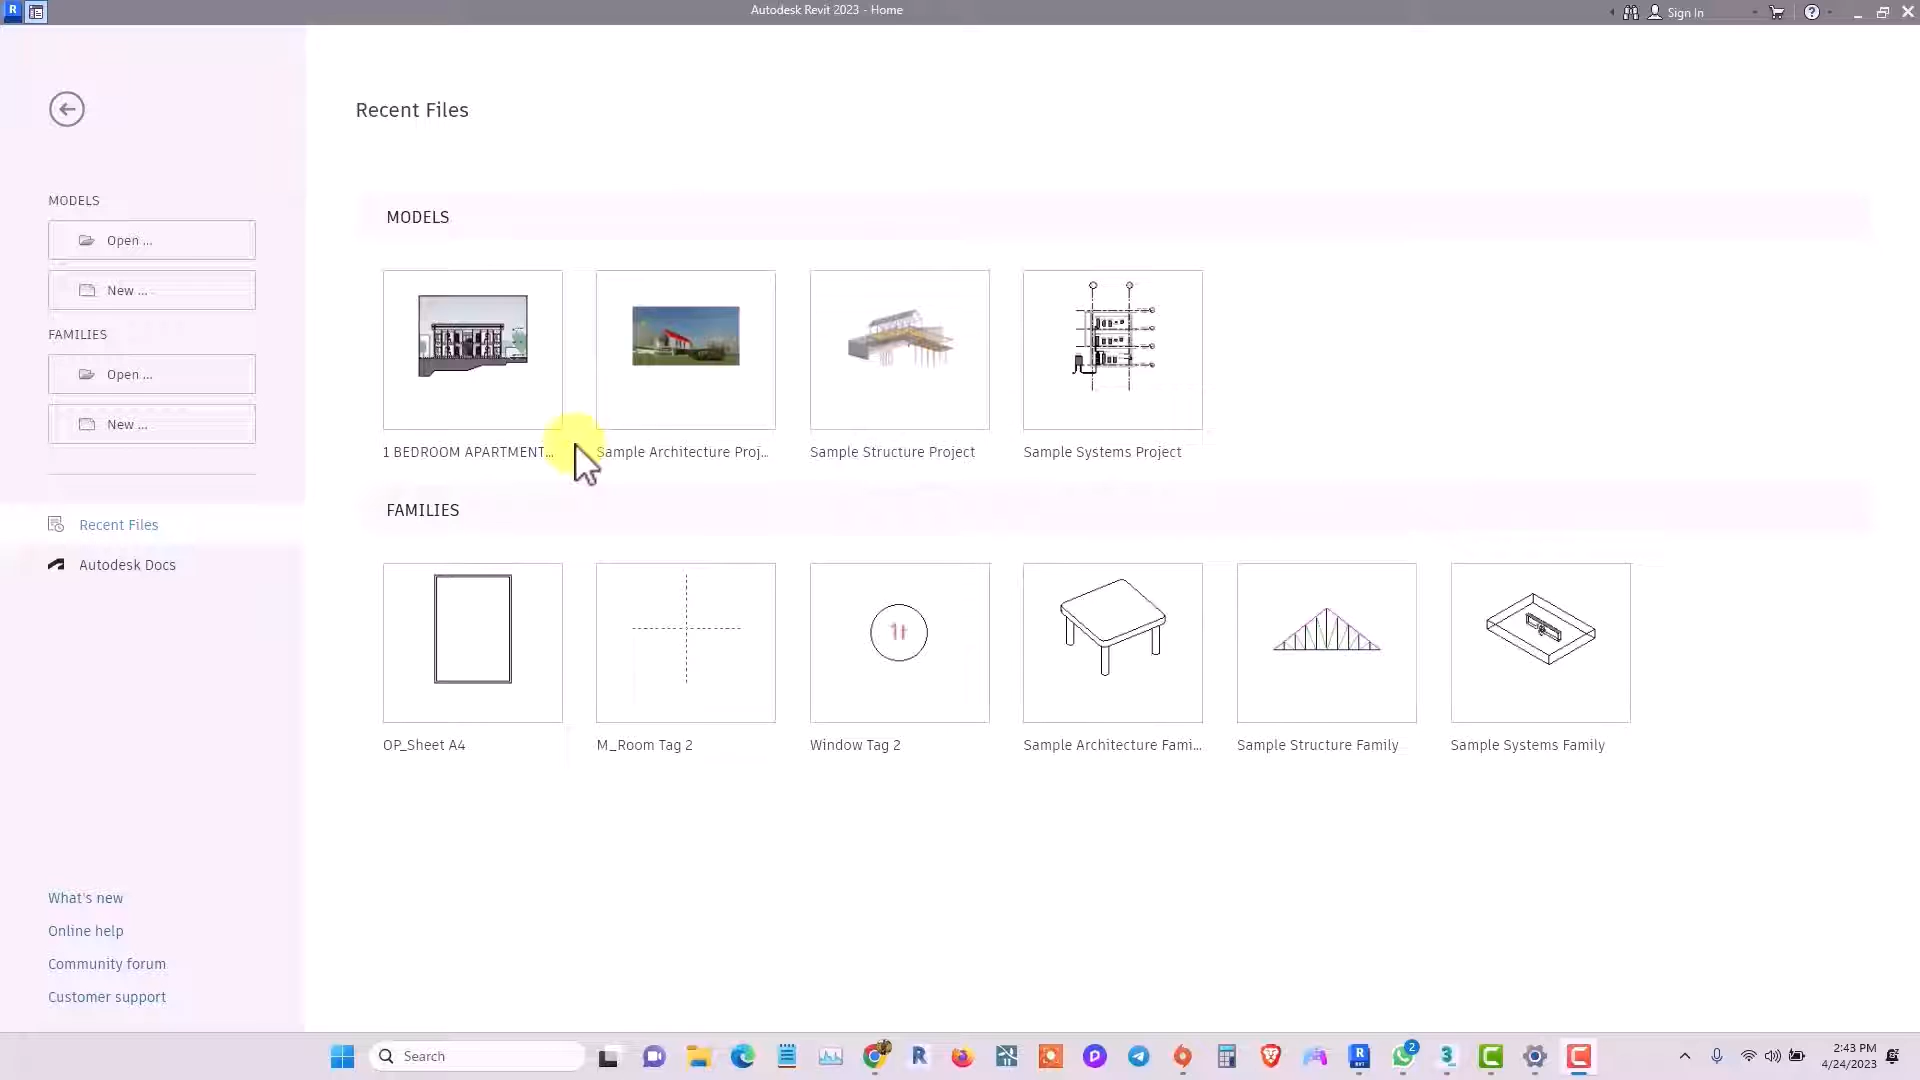 Autodesk Revit 2023 - Home
Sign In
Recent Files
MODELS
Open ...
New ...
FAMILIES
Open ...
New ...
Recent Files
Autodesk Docs
What's new
Online help
Community forum
Customer support
MODELS
1 BEDROOM APARTMENT...
Sample Architecture Proj...
Sample Structure Project
Sample Systems Project
FAMILIES
1t
OP_Sheet A4
M_Room Tag 2
Window Tag 2
Sample Architecture Fami...
Sample Structure Family
Sample Systems Family
Search
2
2:43 PM
4/24/2023